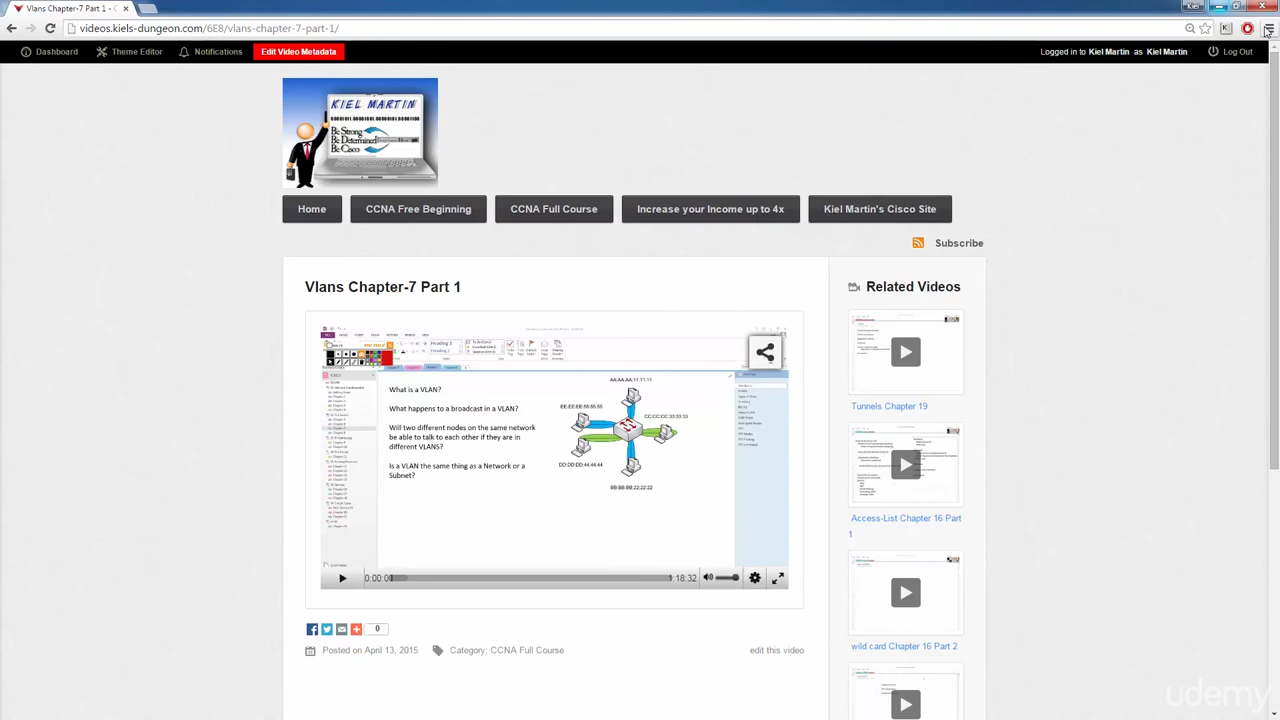 Vlans Chapter-7 Part 1 - C
Kiel
videos.kiels-dungeon.com/6E8/vlans-chapter-7-part-1/
Dashboard Theme Editor Notifications Edit Video Metadata Logged in to Kiel Martin as Kiel Martin Log Out
KIEL MARTIN
Be Strong
Be Determined
Be Cisco
Home CCNA Free Beginning CCNA Full Course Increase your Income up to 4x Kiel Martin's Cisco Site
Subscribe
Vlans Chapter-7 Part 1
Heading 1
Heading 2
What is a VLAN?
What happens to a broadcast in a VLAN?
Will two different nodes on the same network
be able to talk to each other if they are in
different VLANS?
Is a VLAN the same thing as a Network or a
Subnet?
AA:AA:AA:11:11:11
EE:EE:EE:55:55:55
CC:CC:CC:33:33:33
DD:DD:DD:44:44:44
BB:BB:BB:22:22:22
0:00:00 18:32
0
Posted on April 13, 2015 Category: CCNA Full Course edit this video
Related Videos
Tunnels Chapter 19
Access-List Chapter 16 Part
1
wild card Chapter 16 Part 2
udemy